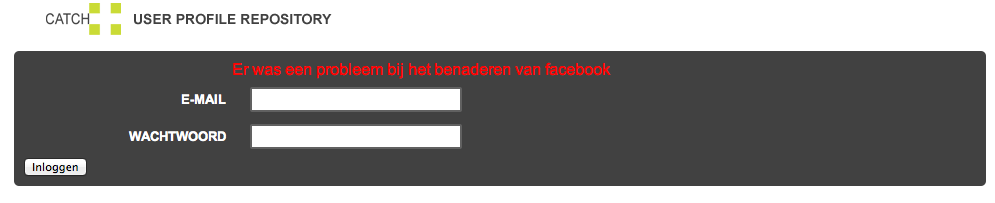 CATCH USER PROFILE REPOSITORY
Er was een probleem bij het benaderen van facebook
E-MAIL
WACHTWOORD
Inloggen